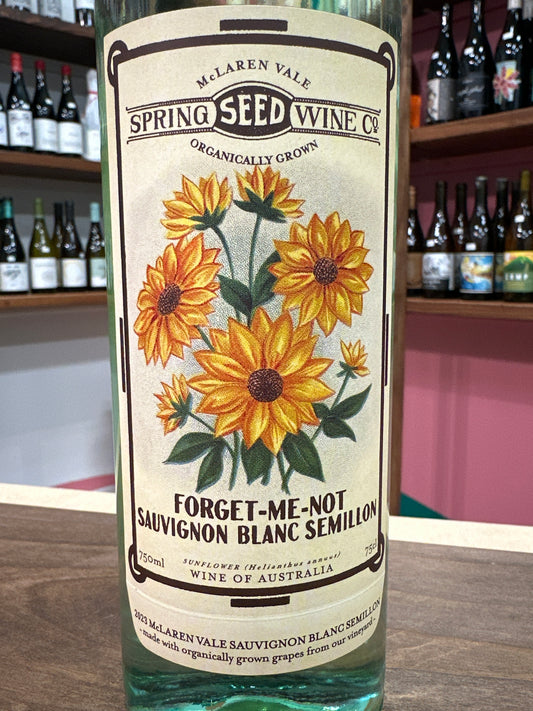 McLAREN VALE
SPRING SEED WINE Co
ORGANICALLY GROWN
FORGET-ME-NOT
SAUVIGNON BLANC SEMILLON
750ml
SUNFLOWER (Helianthus annuut)
75cl
WINE OF AUSTRALIA
2023 McLAREN VALE SAUVIGNON BLANC SEMILLON
- made with organically grown grapes from our vineyard -